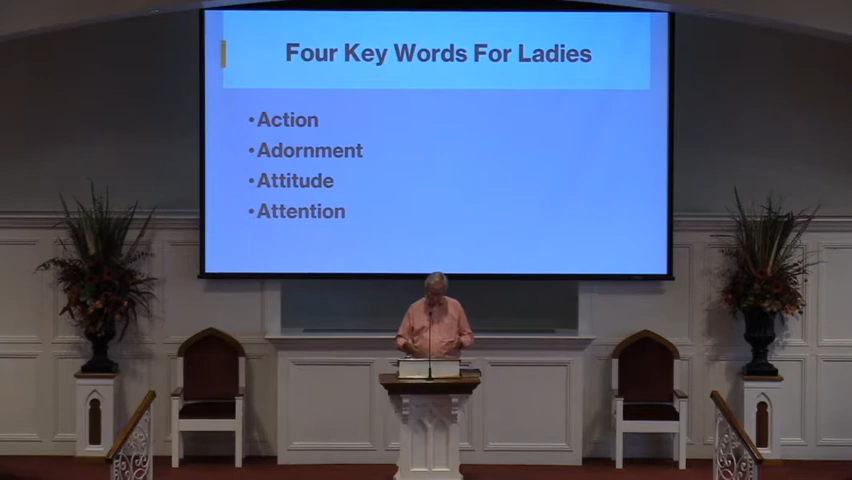 Four Key Words For Ladies
•Action
•Adornment
•Attitude
•Attention